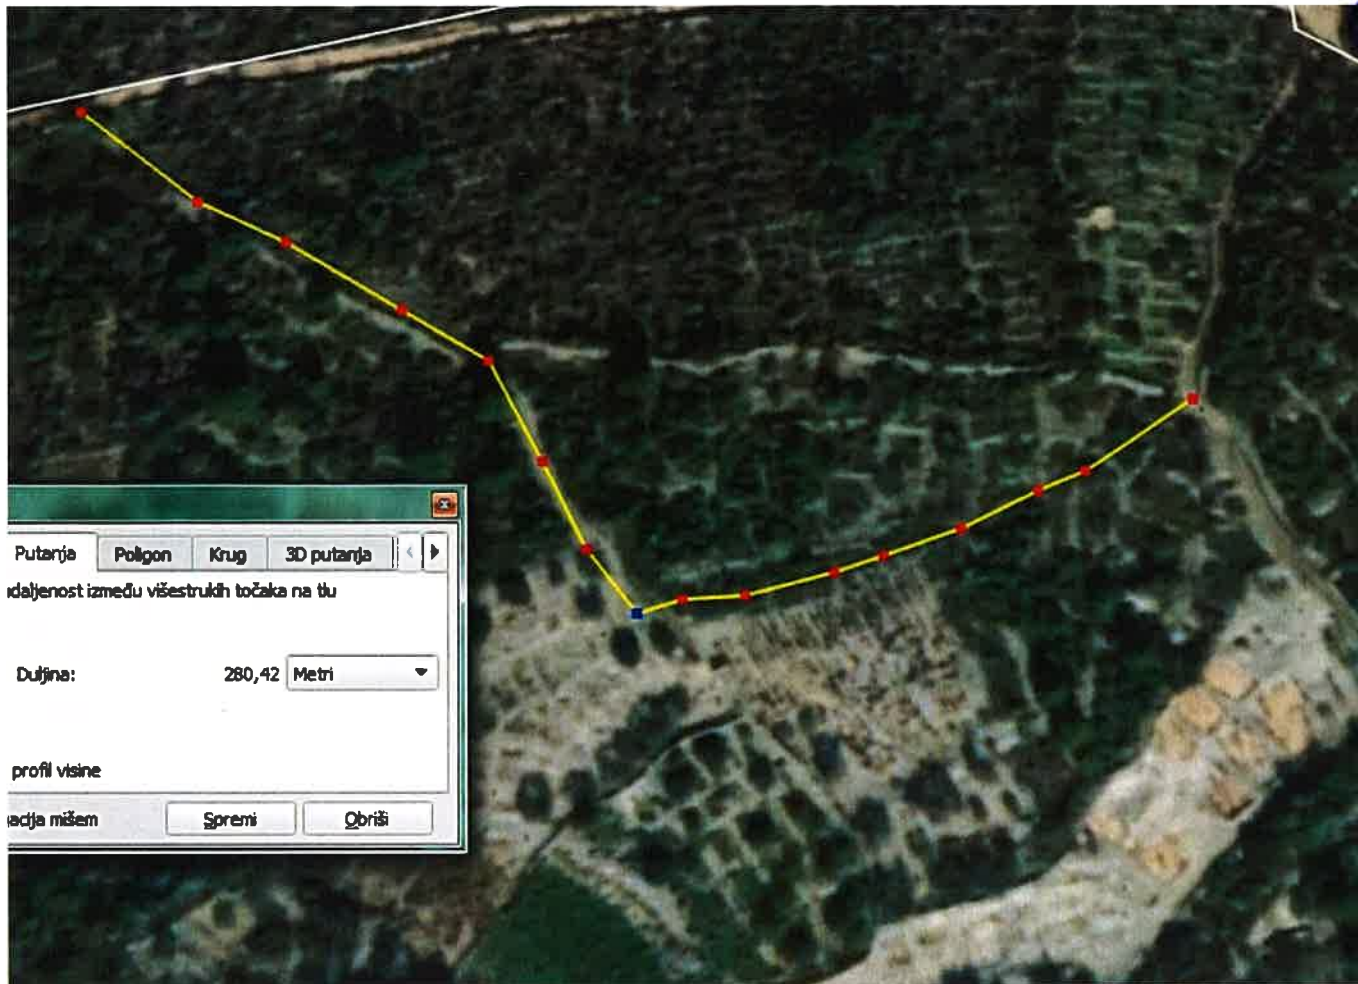 Putanja Poligon Krug 3D putanja
daljenost između višestrukih točaka na tlu
Duljina: 280,42 Metri
profil visine
acija mišem Spremi Obriši